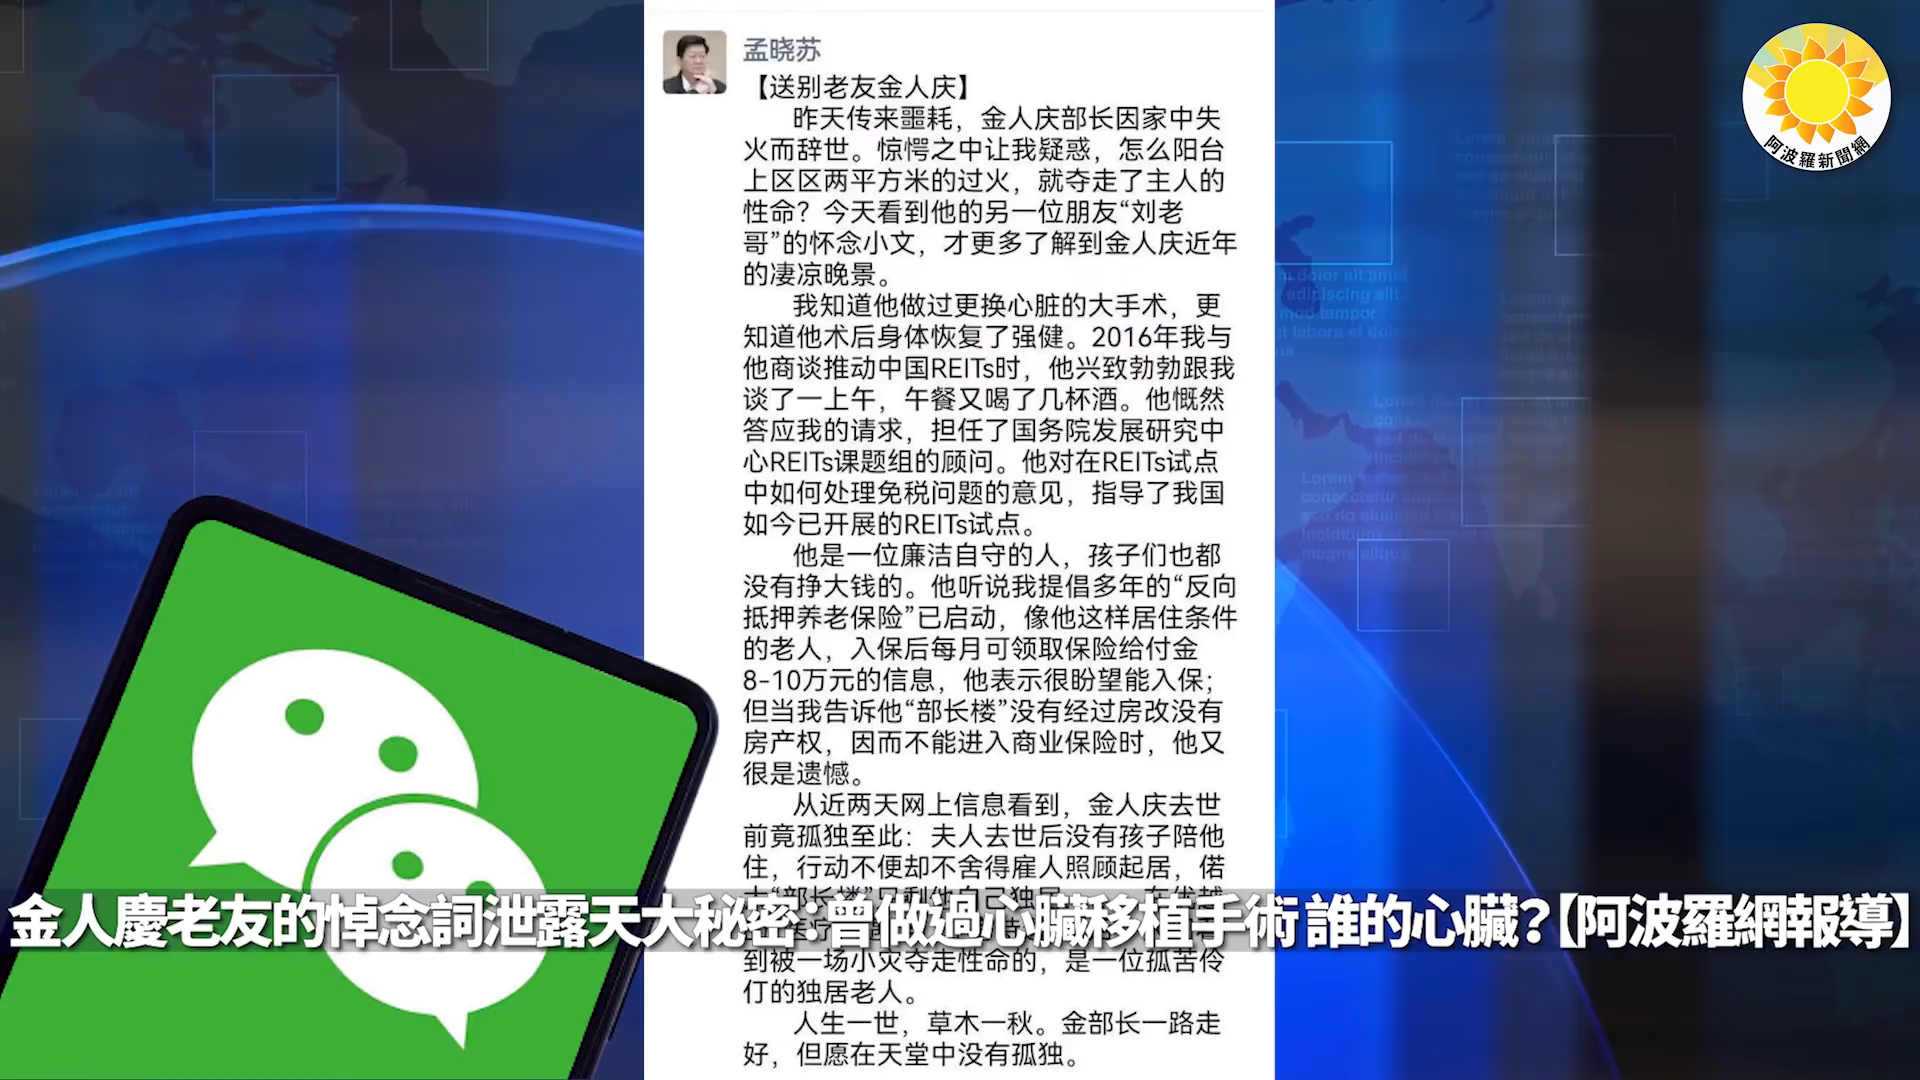 孟晓苏
【送别老友金人庆】
昨天传来噩耗，金人庆部长因家中失
火而辞世。惊愕之中让我疑惑，怎么阳台
上区区两平方米的过火，就夺走了主人的
性命？今天看到他的另一位朋友“刘老
哥”的怀念小文，才更多了解到金人庆近年
的凄凉晚景。
我知道他做过更换心脏的大手术，更
知道他术后身体恢复了强健。2016年我与
他商谈推动中国REITs时，他兴致勃勃跟我
谈了一上午，午餐又喝了几杯酒。他慨然
答应我的请求，担任了国务院发展研究中
心REITs课题组的顾问。他对在REITs试点
中如何处理免税问题的意见，指导了我国
如今已开展的REITs试点。
他是一位廉洁自守的人，孩子们也都
没有挣大钱的。他听说我提倡多年的“反向
抵押养老保险”已启动，像他这样居住条件
的老人，入保后每月可领取保险给付金
8-10万元的信息，他表示很盼望能入保；
但当我告诉他“部长楼”没有经过房改没有
房产权，因而不能进入商业保险时，他又
很是遗憾。
从近两天网上信息看到，金人庆去世
前竟孤独至此：夫人去世后没有孩子陪他
住，行动不便却不舍得雇人照顾起居，偌
大“部长楼”只剩他自己独居
到被一场小灾夺走性命的，是一位孤苦伶
仃的独居老人。
人生一世，草木一秋。金部长一路走
好，但愿在天堂中没有孤独。
金人慶老友的悼念詞泄露天大秘密：曾做過心臟移植手術 誰的心臟？【阿波羅網報導】
阿波羅新聞網